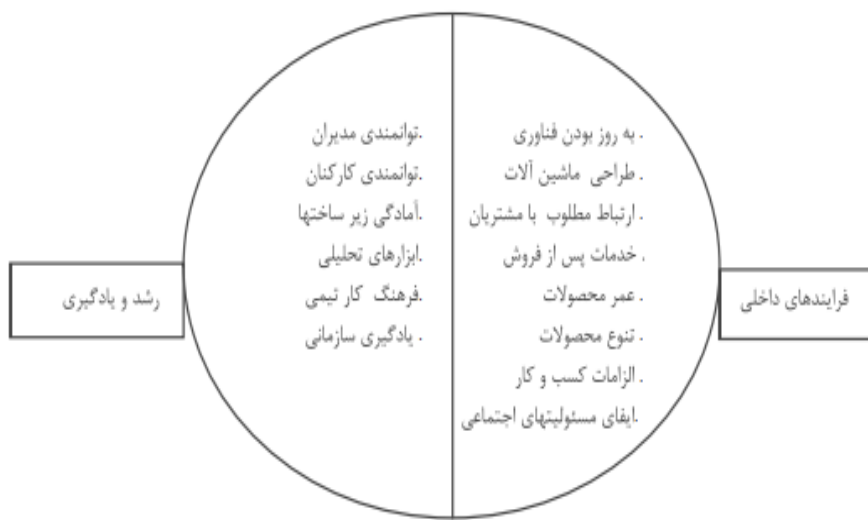 فرایندهای داخلی
. به روز بودن فناوری
. طراحی ماشین آلات
. ارتباط مطلوب با مشتریان
. خدمات پس از فروش
. عمر محصولات
. تنوع محصولات
. الزامات کسب و کار
.ایفای مسئولیتهای اجتماعی
.توانمندی مدیران
.توانمندی کارکنان
.آمادگی زیر ساختها
.ابزارهای تحلیلی
.فرهنگ کار تیمی
. یادگیری سازمانی
رشد و یادگیری